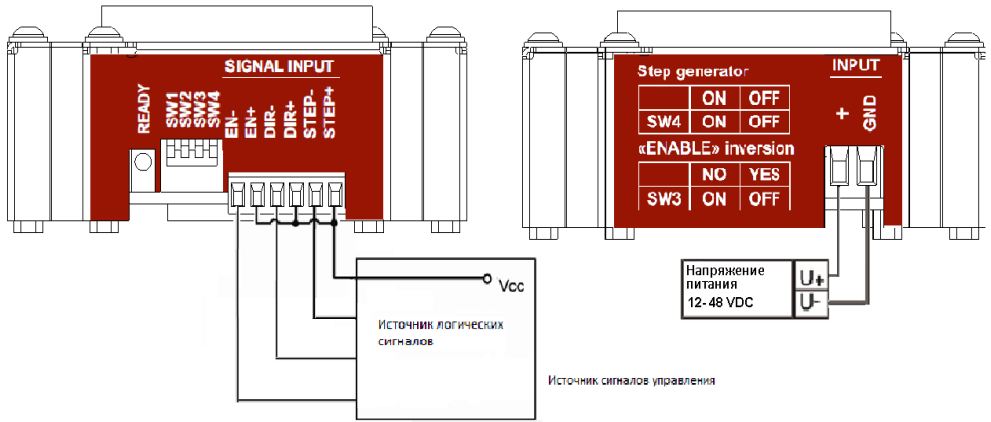 SIGNAL INPUT
READY
SW1
SW2
SW3
SW4
EN-
EN+
DIR-
DIR+
STEP-
STEP+
Vcc
Источник логических
сигналов
Источник сигналов управления
Step generator
ON OFF
SW4 ON OFF
«ENABLE» inversion
NO YES
SW3 ON OFF
INPUT
+
GND
Напряжение
питания
12- 48 VDC
U+
U-